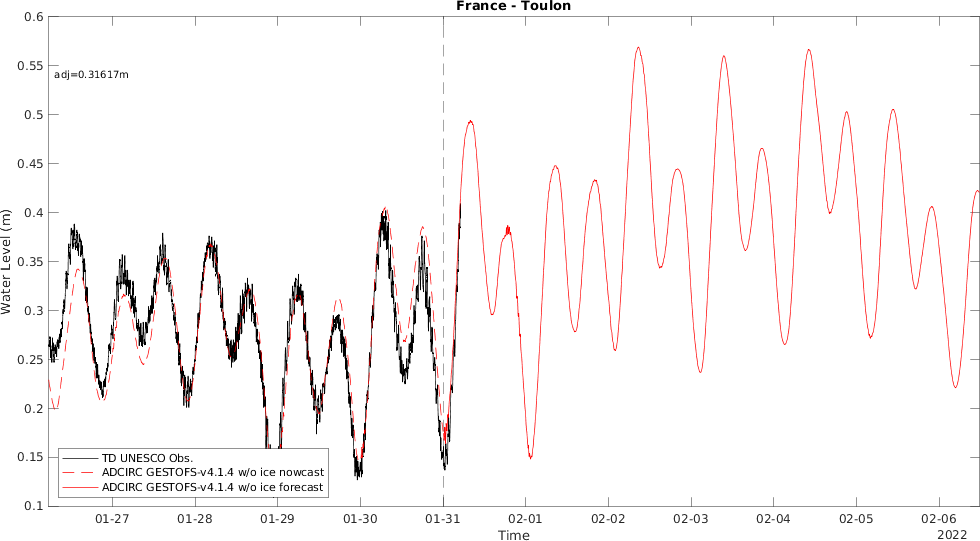 France - Toulon
adj=0.31617m
Water Level (m)
0.6
0.55
0.5
0.45
0.4
0.35
0.3
0.25
0.2
0.15
0.1
TD UNESCO Obs.
ADCIRC GESTOFS-v4.1.4 w/o ice nowcast
ADCIRC GESTOFS-v4.1.4 w/o ice forecast
01-27 01-28 01-29 01-30 01-31 02-01 02-02 02-03 02-04 02-05 02-06
Time
2022